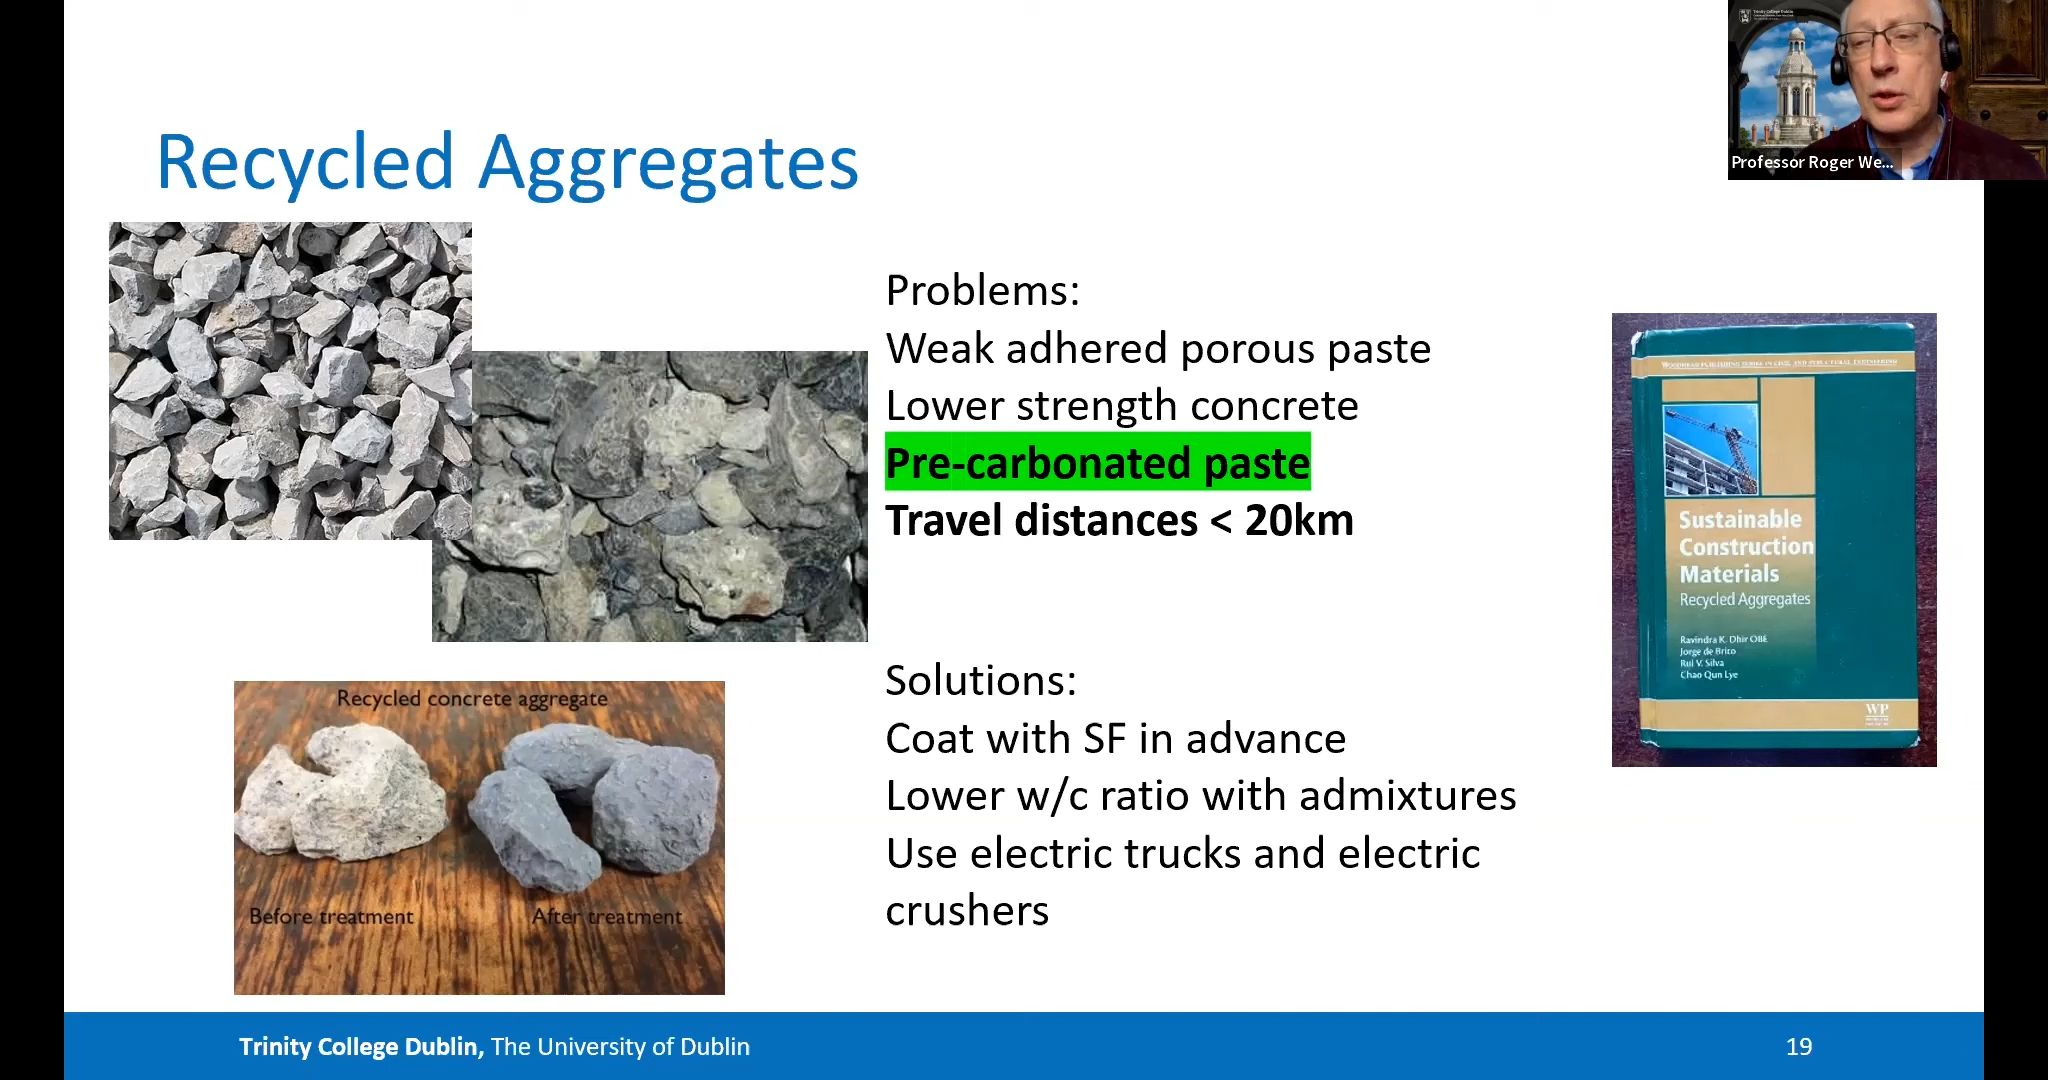 Trinity College Dublin
Professor Roger We...
Recycled Aggregates
Problems:
Weak adhered porous paste
Lower strength concrete
Pre-carbonated paste
Travel distances < 20km
Solutions:
Coat with SF in advance
Lower w/c ratio with admixtures
Use electric trucks and electric
crushers
Recycled concrete aggregate
Before treatment
After treatment
WOODHEAD PUBLISHING SERIES IN CIVIL AND STRUCTURAL ENGINEERING
Sustainable
Construction
Materials
Recycled Aggregates
Ravindra K. Dhir OBE
Jorge de Brito
Rui V. Silva
Chao Qun Lye
WP
Trinity College Dublin, The University of Dublin
19